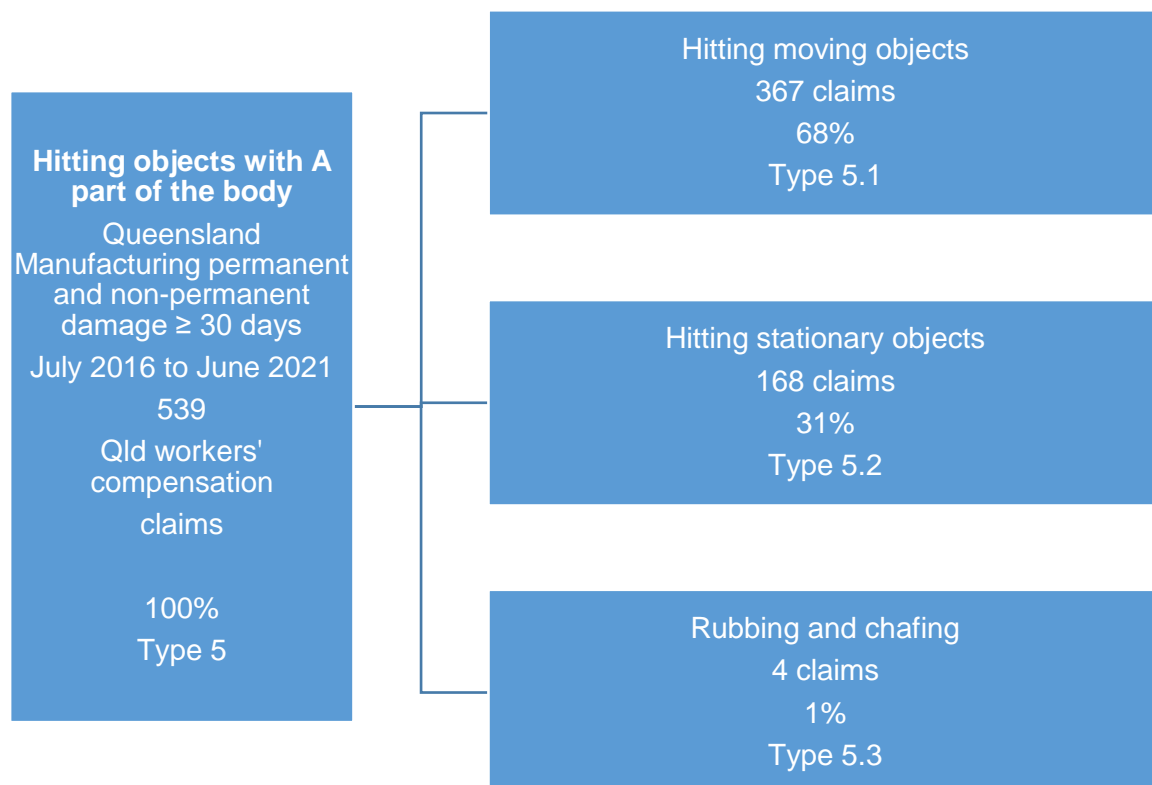 Hitting objects with A
part of the body
Queensland
Manufacturing permanent
and non-permanent
damage ≥ 30 days
July 2016 to June 2021
539
Qld workers'
compensation
claims
100%
Type 5
Hitting moving objects
367 claims
68%
Type 5.1
Hitting stationary objects
168 claims
31%
Type 5.2
Rubbing and chafing
4 claims
1%
Type 5.3